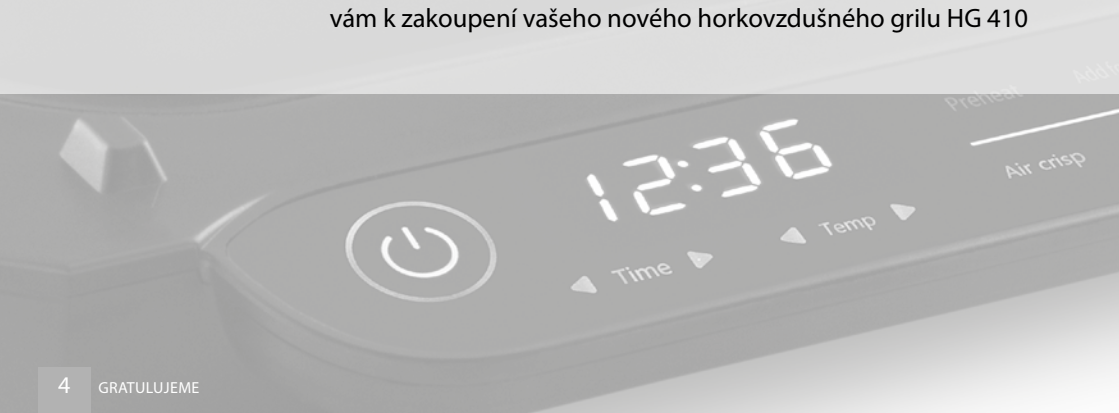 vám k zakoupení vašeho nového horkovzdušného grilu HG 410
Preheat
12:36
Air crisp
Time
Temp
4 GRATULUJEME